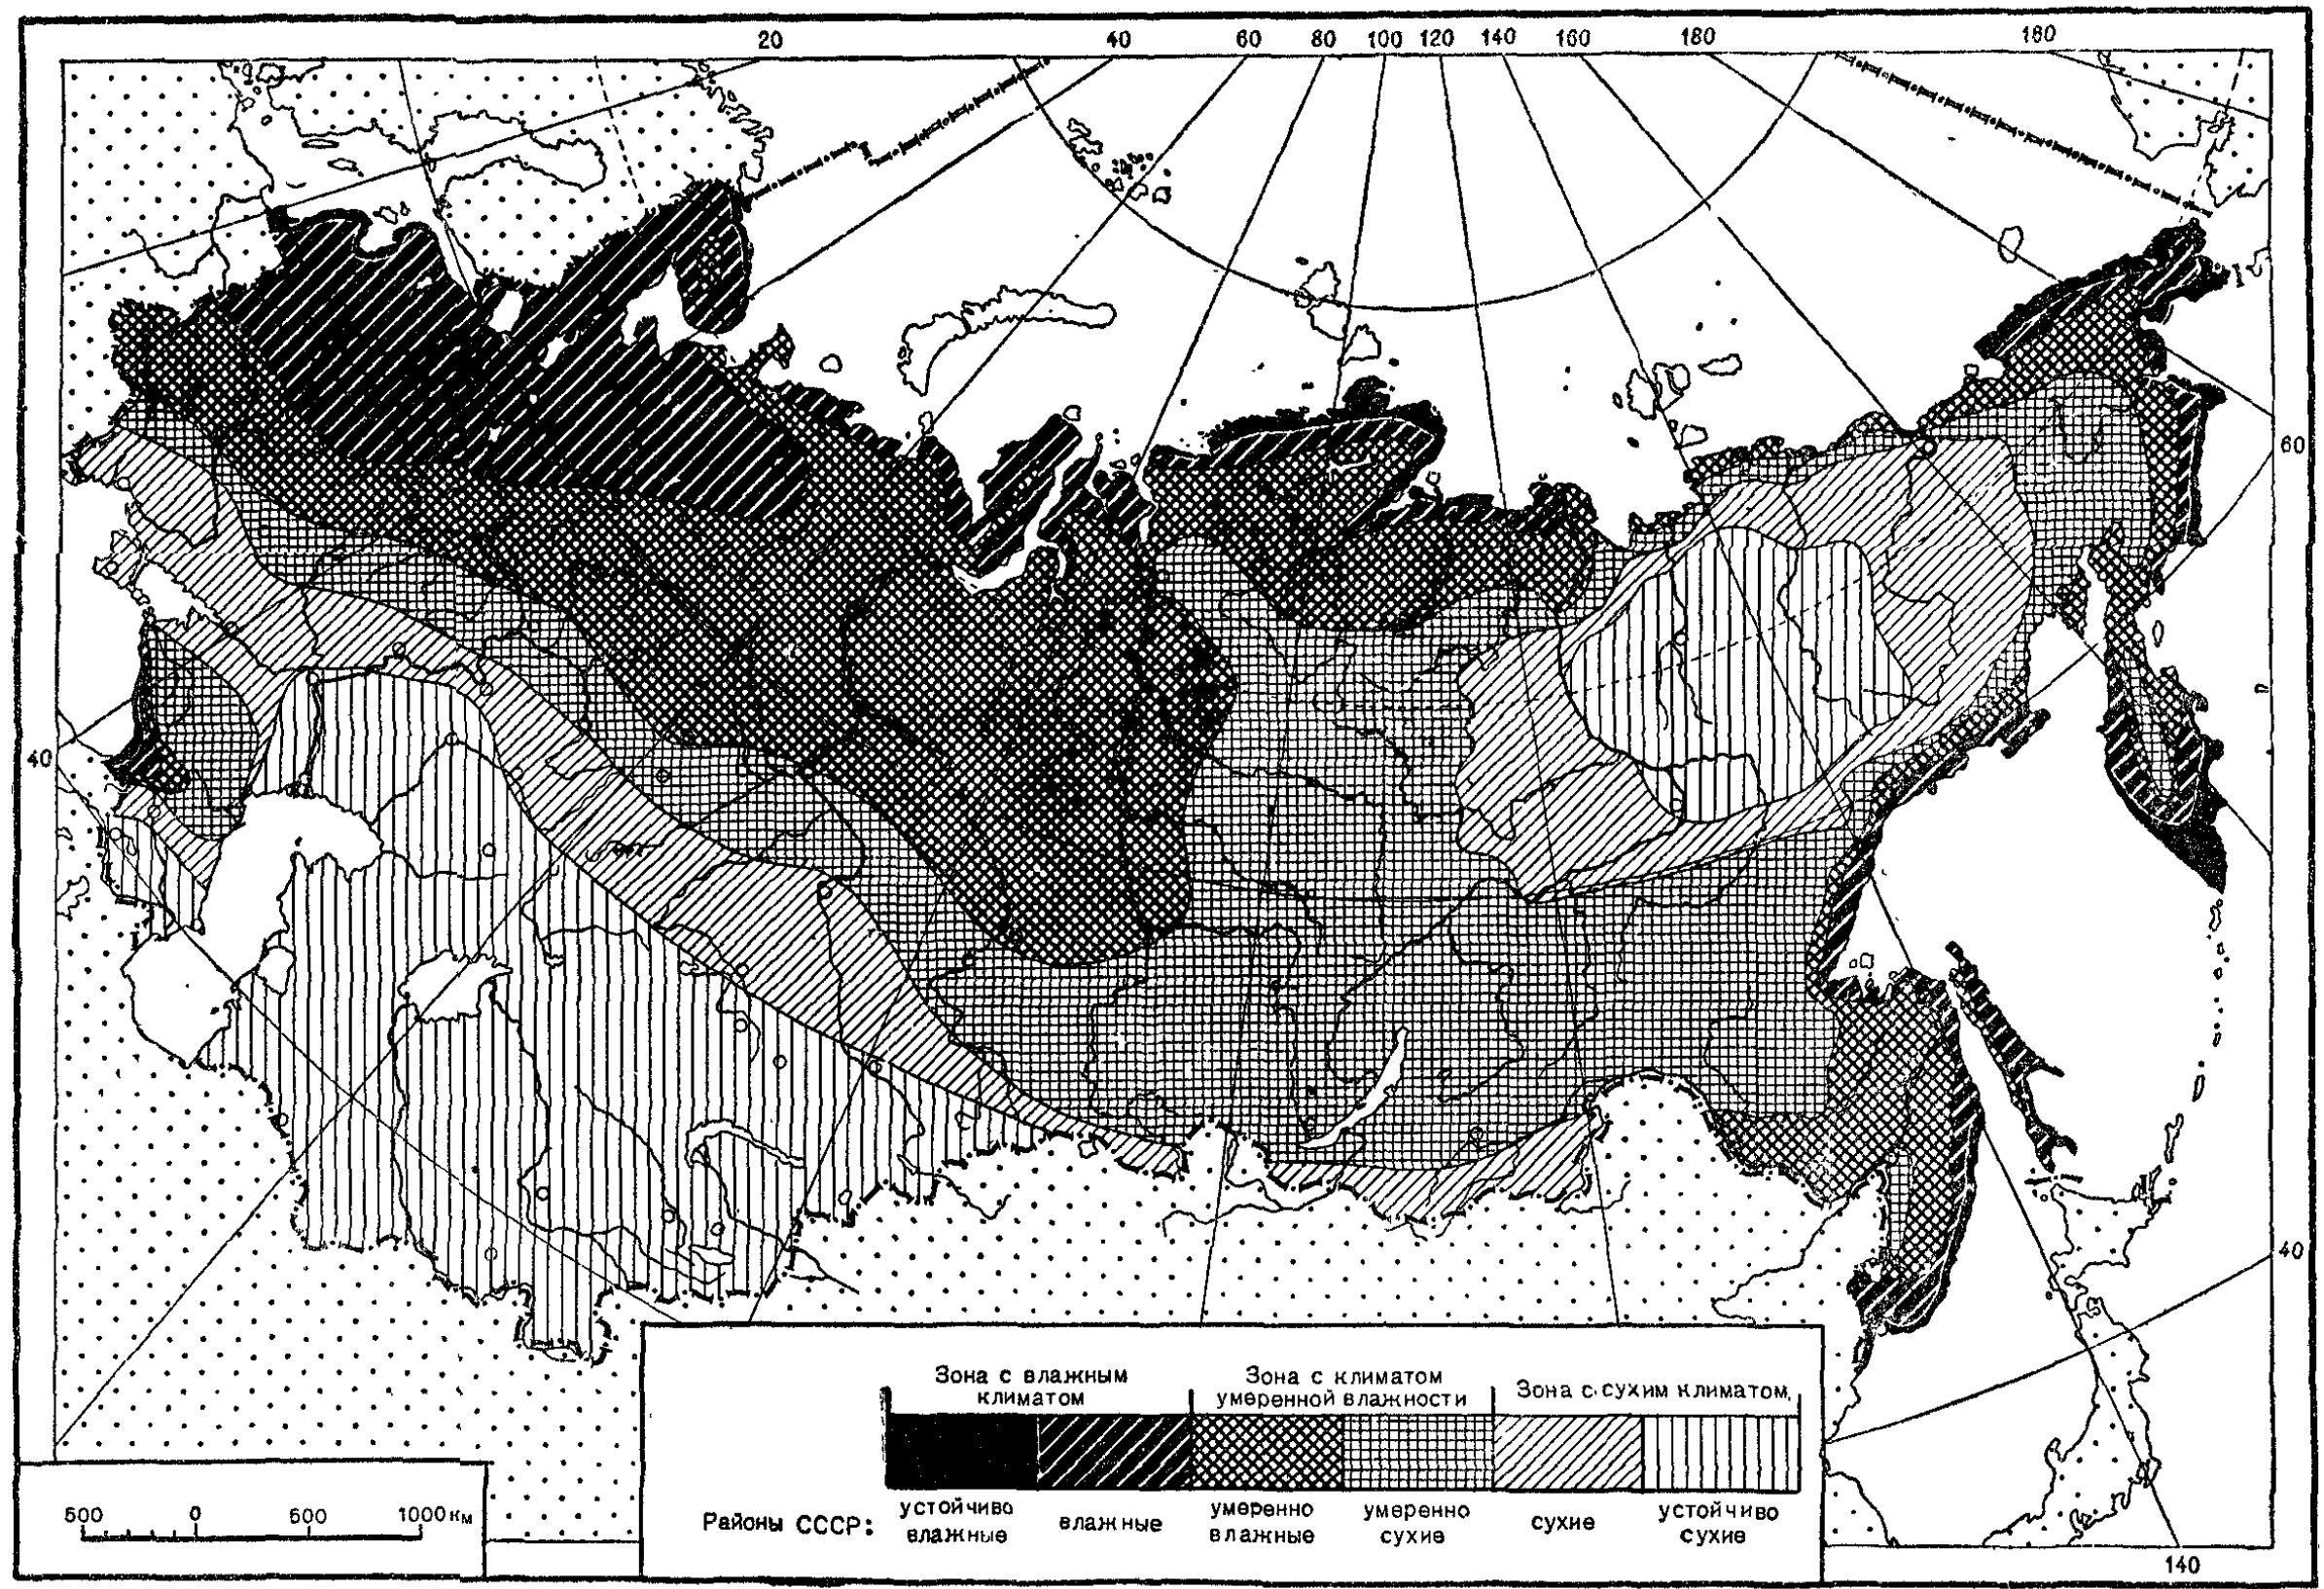 20 40 60 80 100 120 140 160 180 180
60
40
40
Зона с влажным
климатом
Зона с климатом
умеренной влажности
Зона с сухим климатом
Районы СССР:
устойчиво
влажные
влажные
умеренно
влажные
умеренно
сухие
сухие
устойчиво
сухие
500 0 500 1000 км
140